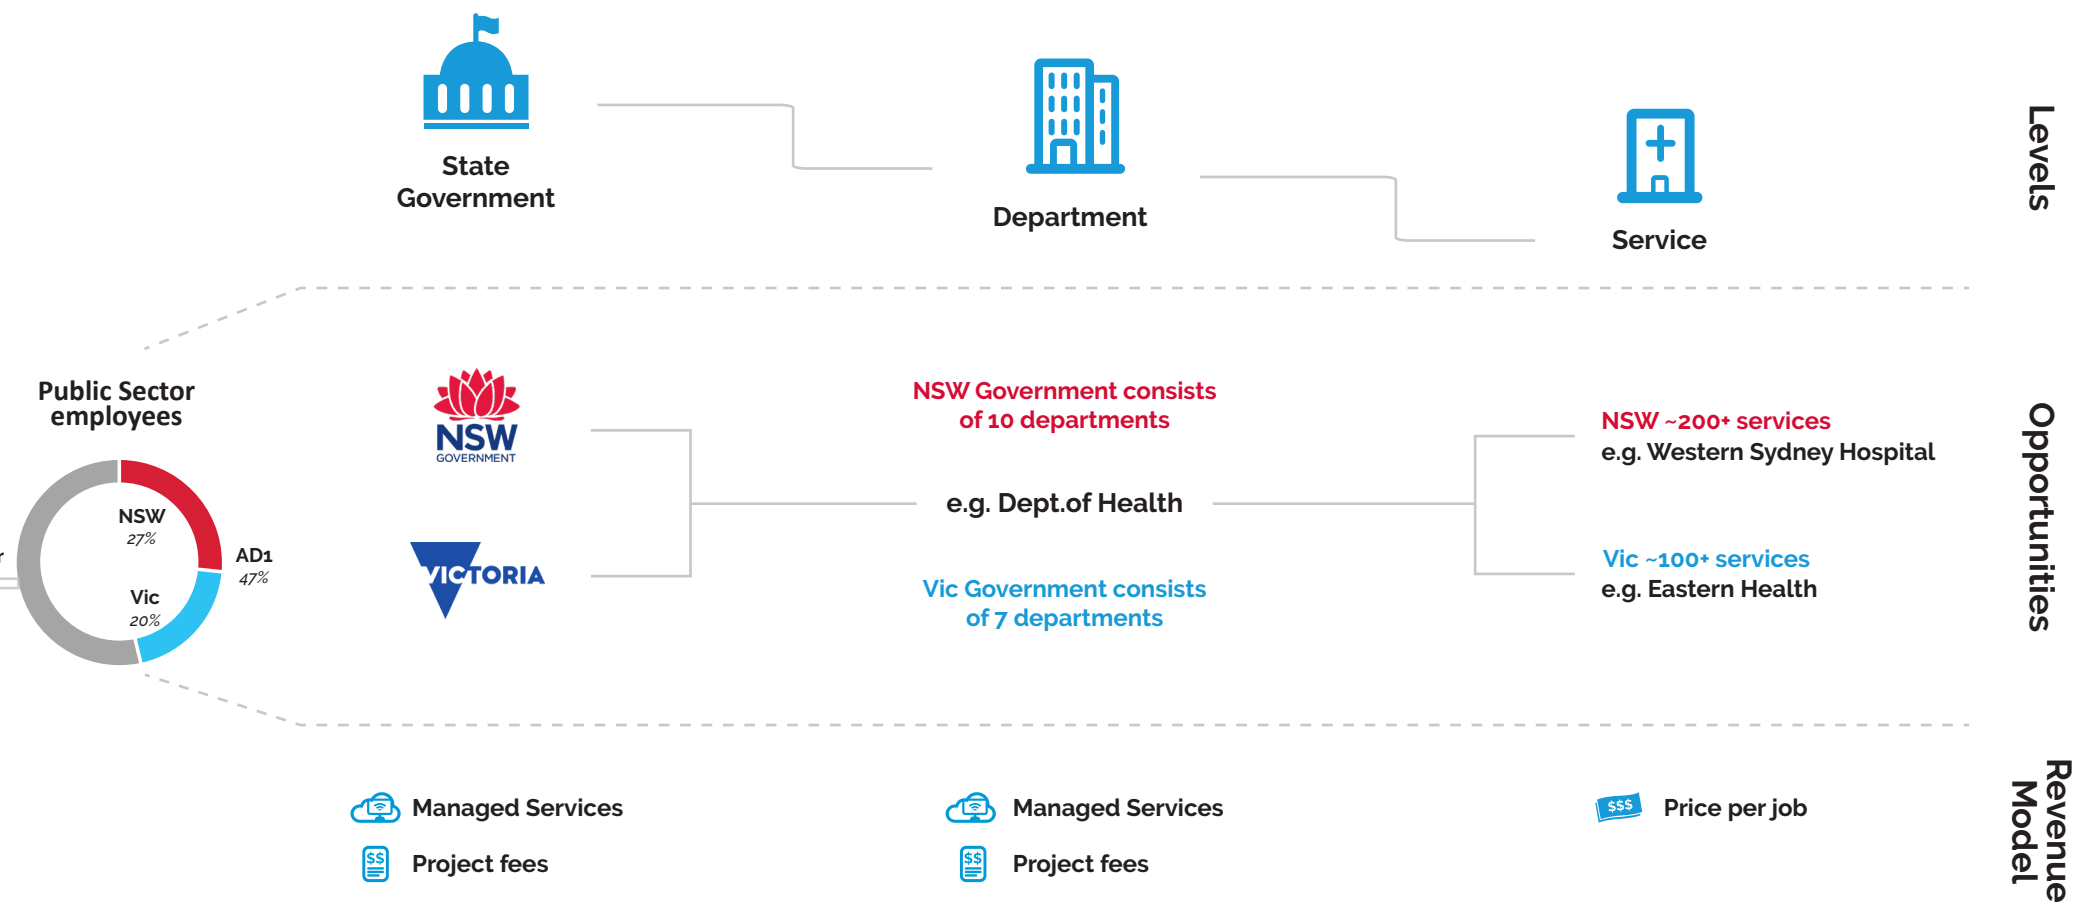 State
Government
Department
Service
Levels
Public Sector
employees
NSW
27%
Vic
20%
AD1
47%
NSW
GOVERNMENT
VICTORIA
NSW Government consists
of 10 departments
e.g. Dept.of Health
Vic Government consists
of 7 departments
NSW ~200+ services
e.g. Western Sydney Hospital
Vic ~100+ services
e.g. Eastern Health
Opportunities
Managed Services
$$ Project fees
Managed Services
$$ Project fees
$$$ Price per job
Revenue
Model